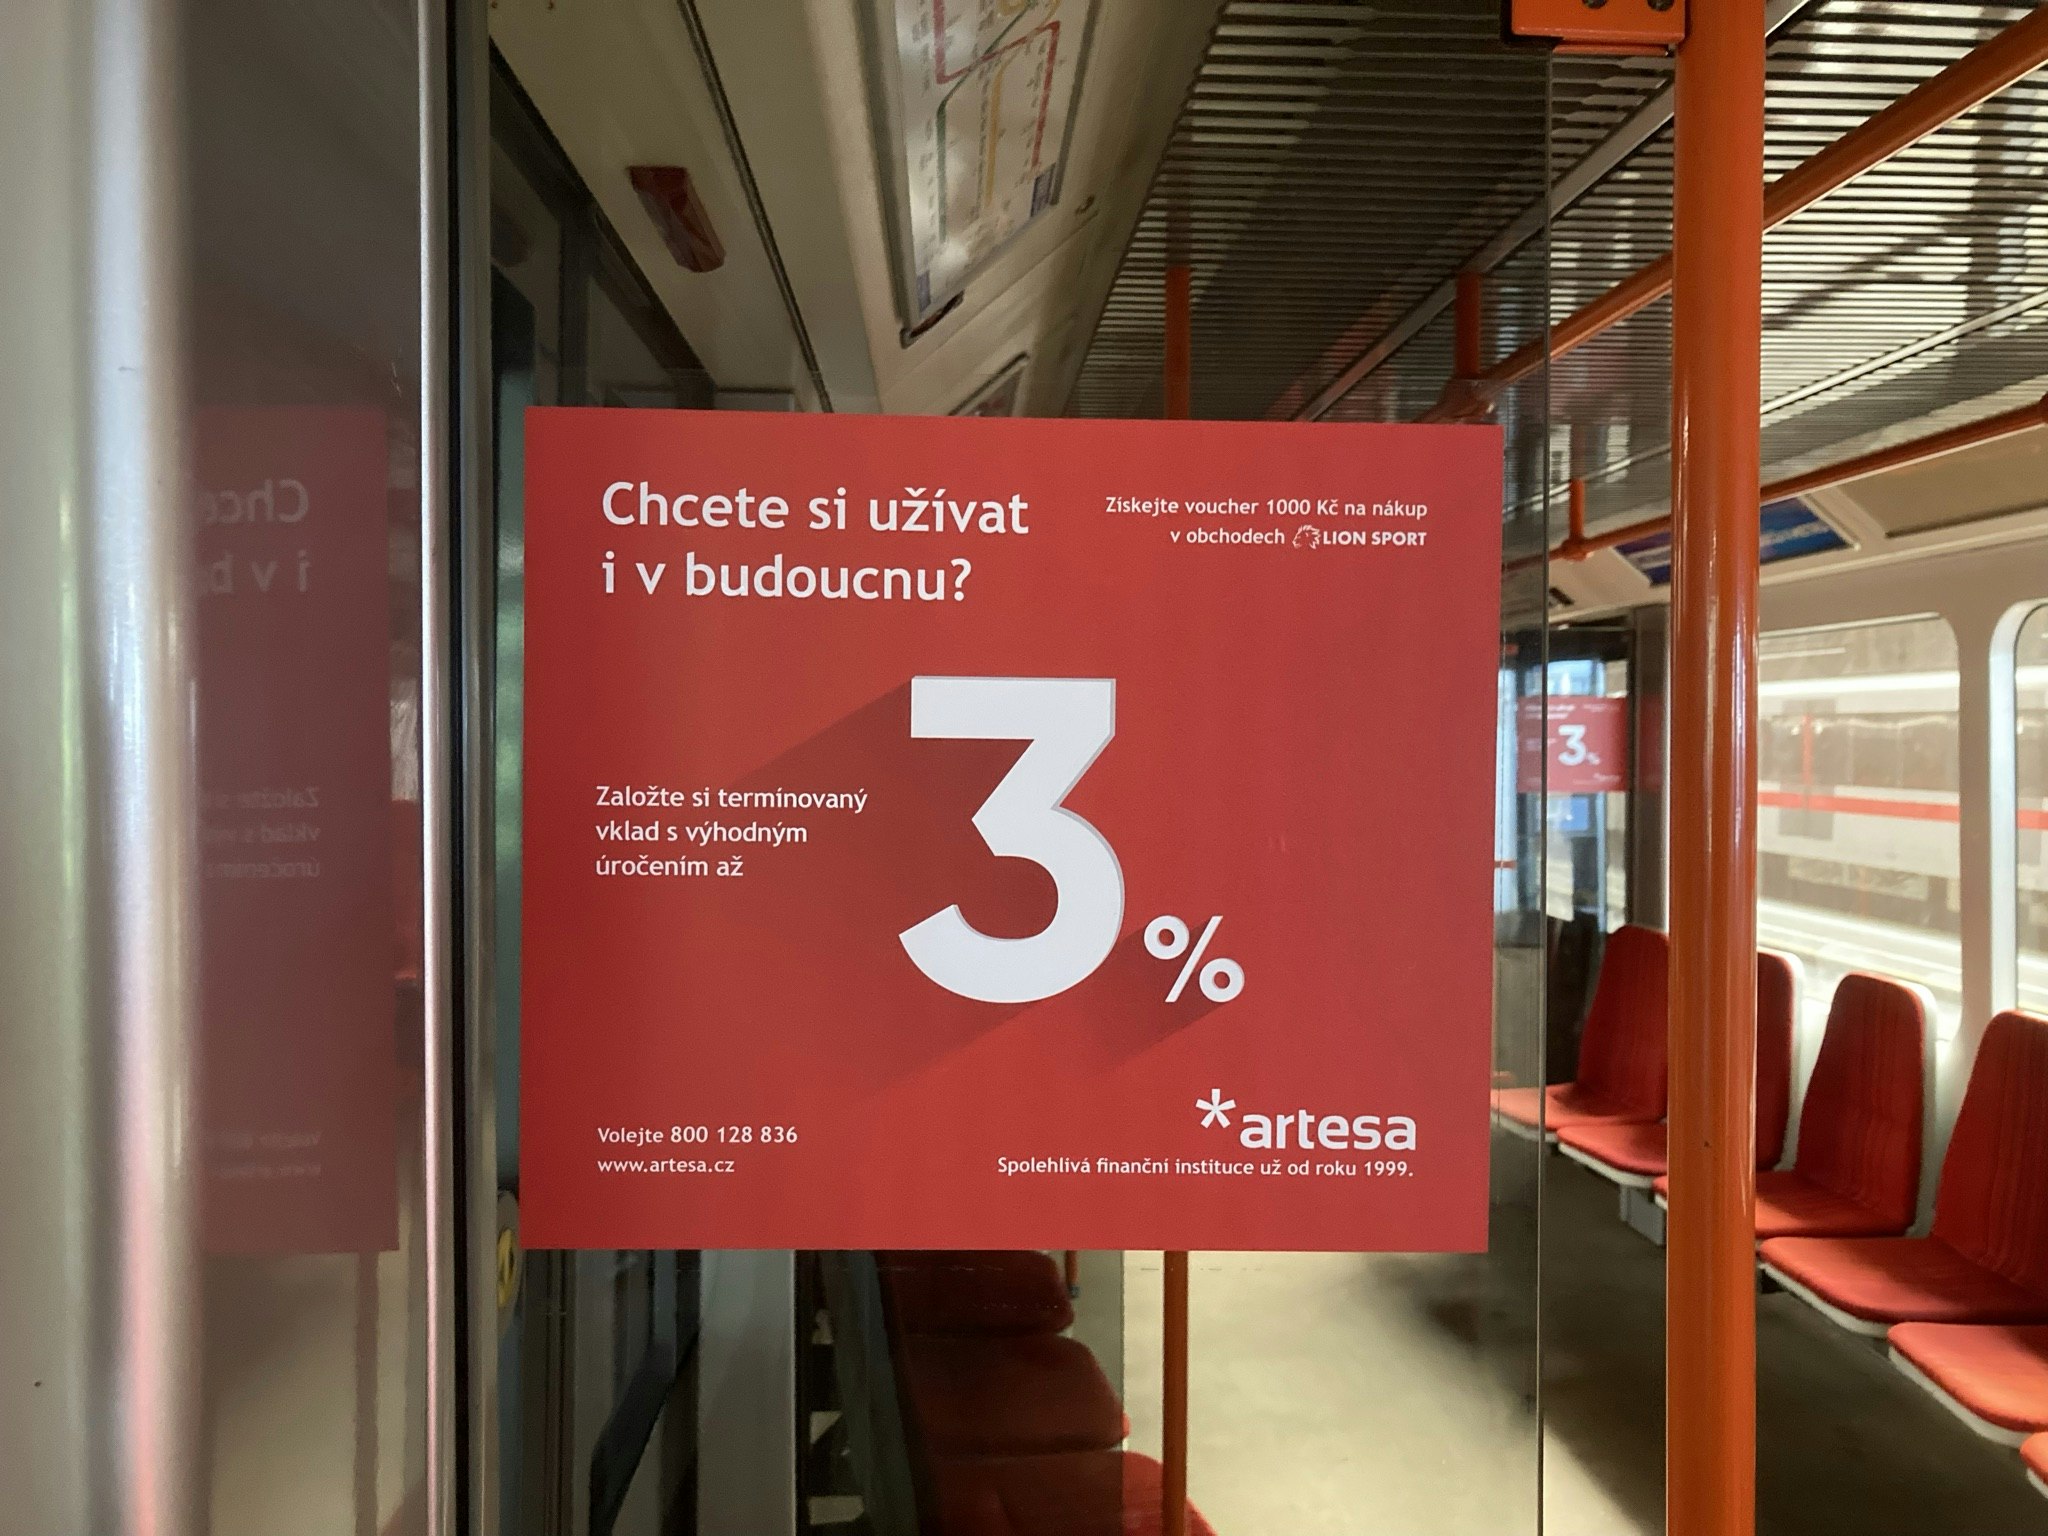 Chcete si užívat
i v budoucnu?
Získejte voucher 1000 Kč na nákup
v obchodech LION SPORT
Založte si termínovaný
vklad s výhodným
úročením až
3%
Volejte 800 128 836
www.artesa.cz
*artesa
Spolehlivá finanční instituce už od roku 1999.
3%